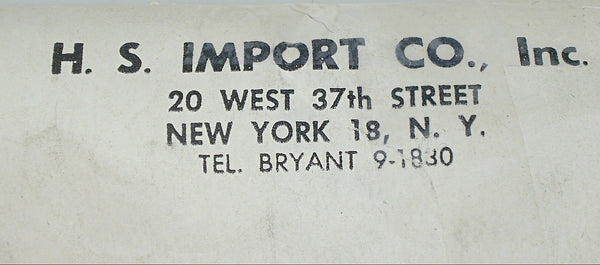 H. S. IMPORT CO., Inc.
20 WEST 37th STREET
NEW YORK 18, N. Y.
TEL. BRYANT 9-1830